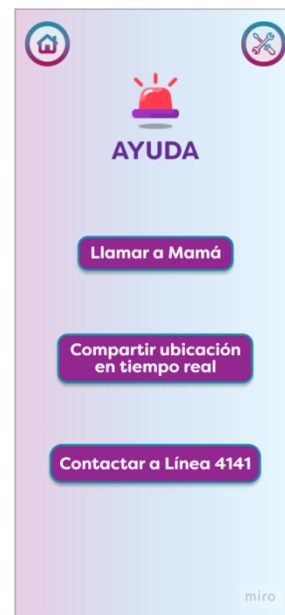 AYUDA
Llamar a Mamá
Compartir ubicación
en tiempo real
Contactar a Línea 4141
miro